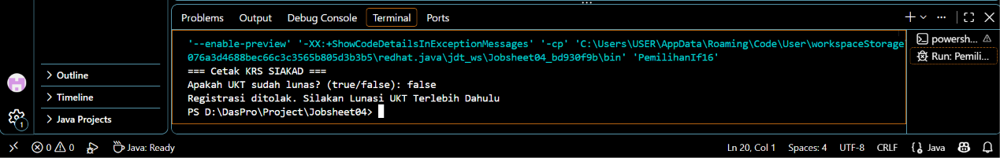 Problems Output Debug Console Terminal Ports
'--enable-preview' '-XX:+ShowCodeDetailsInExceptionMessages' '-cp' 'C:\Users\USER\AppData\Roaming\Code\User\workspaceStorage
076a3d4688bec66c3c3565b805d3b3b5\redhat.java\jdt_ws\Jobsheet04_bd930f9b\bin' 'PemilihanIf16'
=== Cetak KRS SIAKAD ===
Apakah UKT sudah lunas? (true/false): false
Registrasi ditolak. Silakan Lunasi UKT Terlebih Dahulu
PS D:\DasPro\Project\Jobsheet04>
powersh...
Run: Pemili...
Outline
Timeline
Java Projects
1
0 0 Java: Ready Ln 20, Col 1 Spaces: 4 UTF-8 CRLF Java